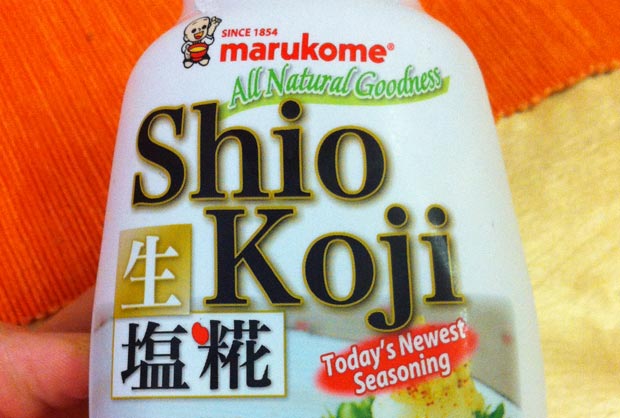 SINCE 1854
marukome®
All Natural Goodness
Shio
Koji
生
塩糀
Today's Newest
Seasoning